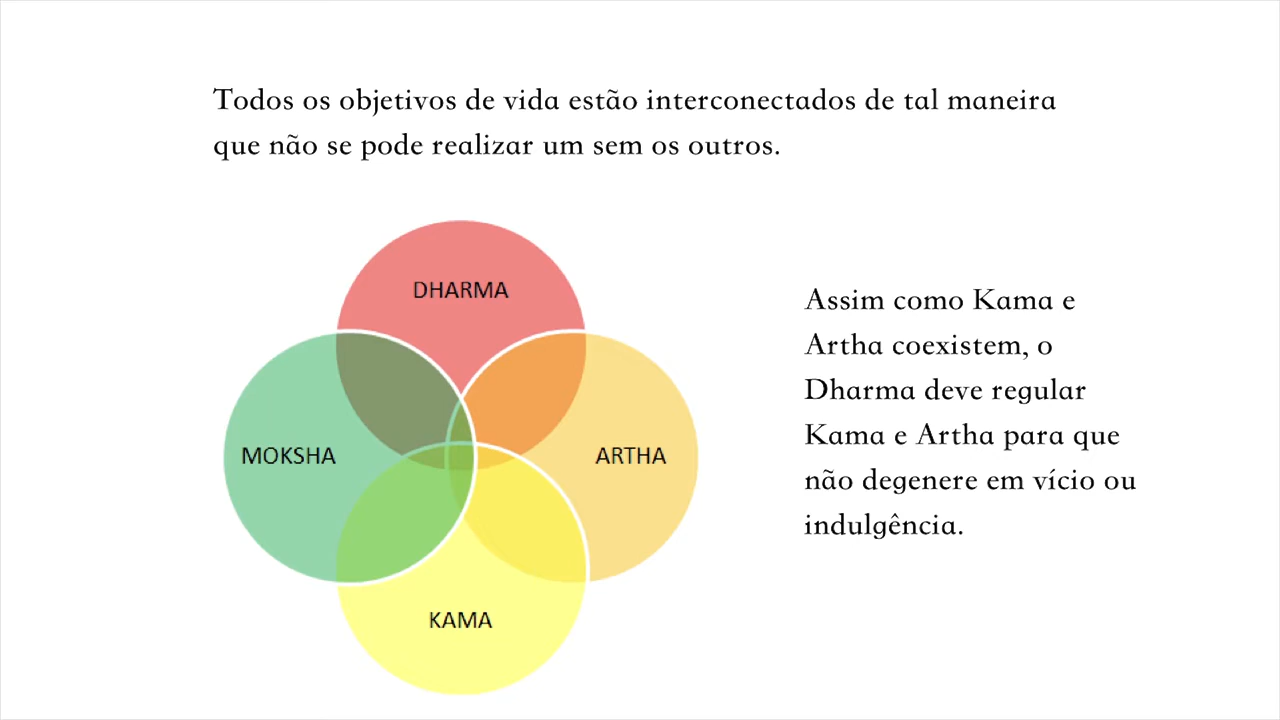 Todos os objetivos de vida estão interconectados de tal maneira
que não se pode realizar um sem os outros.
DHARMA
MOKSHA
ARTHA
KAMA
Assim como Kama e
Artha coexistem, o
Dharma deve regular
Kama e Artha para que
não degenere em vício ou
indulgência.